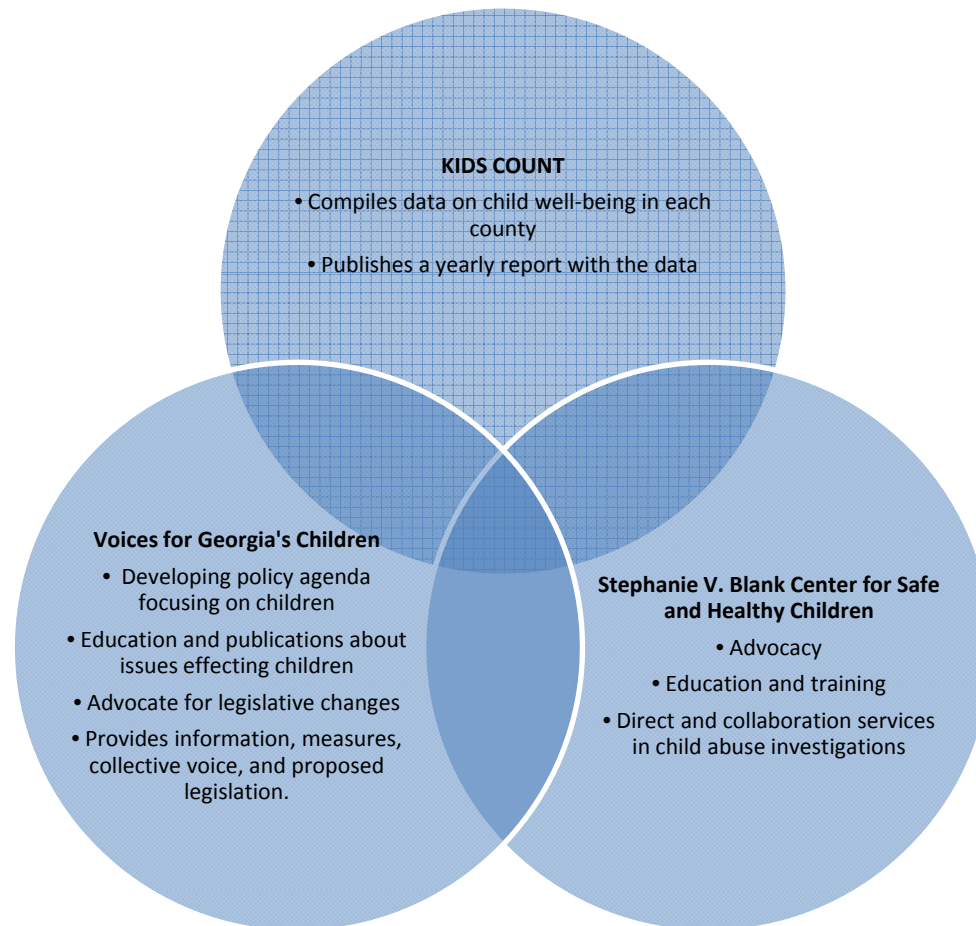 KIDS COUNT
• Compiles data on child well-being in each
county
• Publishes a yearly report with the data
Voices for Georgia's Children
• Developing policy agenda
focusing on children
• Education and publications about
issues effecting children
• Advocate for legislative changes
• Provides information, measures,
collective voice, and proposed
legislation.
Stephanie V. Blank Center for Safe
and Healthy Children
• Advocacy
• Education and training
• Direct and collaboration services
in child abuse investigations